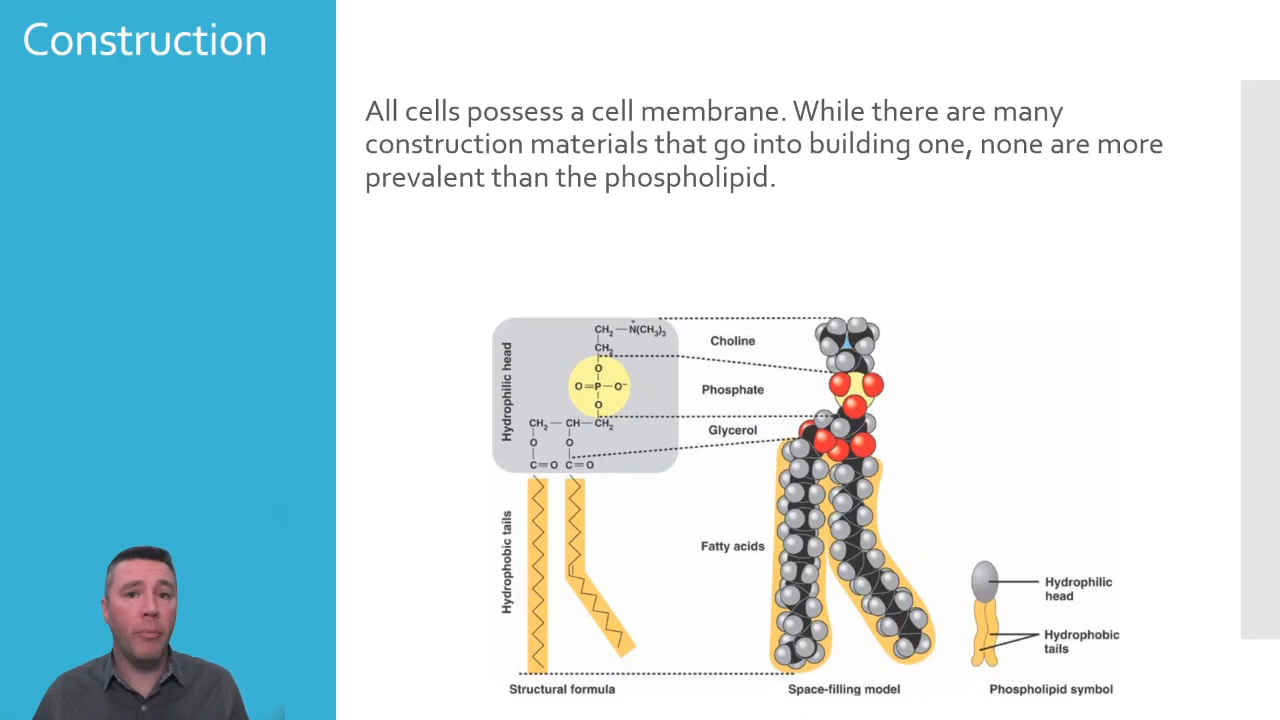 Construction
All cells possess a cell membrane. While there are many
construction materials that go into building one, none are more
prevalent than the phospholipid.
Hydrophilic head
CH₂—N⁺(CH₃)₃
CH₂
O
O=P—O⁻
O
CH₂—CH—CH₂
O O
C=O C=O
Hydrophobic tails
Structural formula
Choline
Phosphate
Glycerol
Fatty acids
Space-filling model
Hydrophilic
head
Hydrophobic
tails
Phospholipid symbol